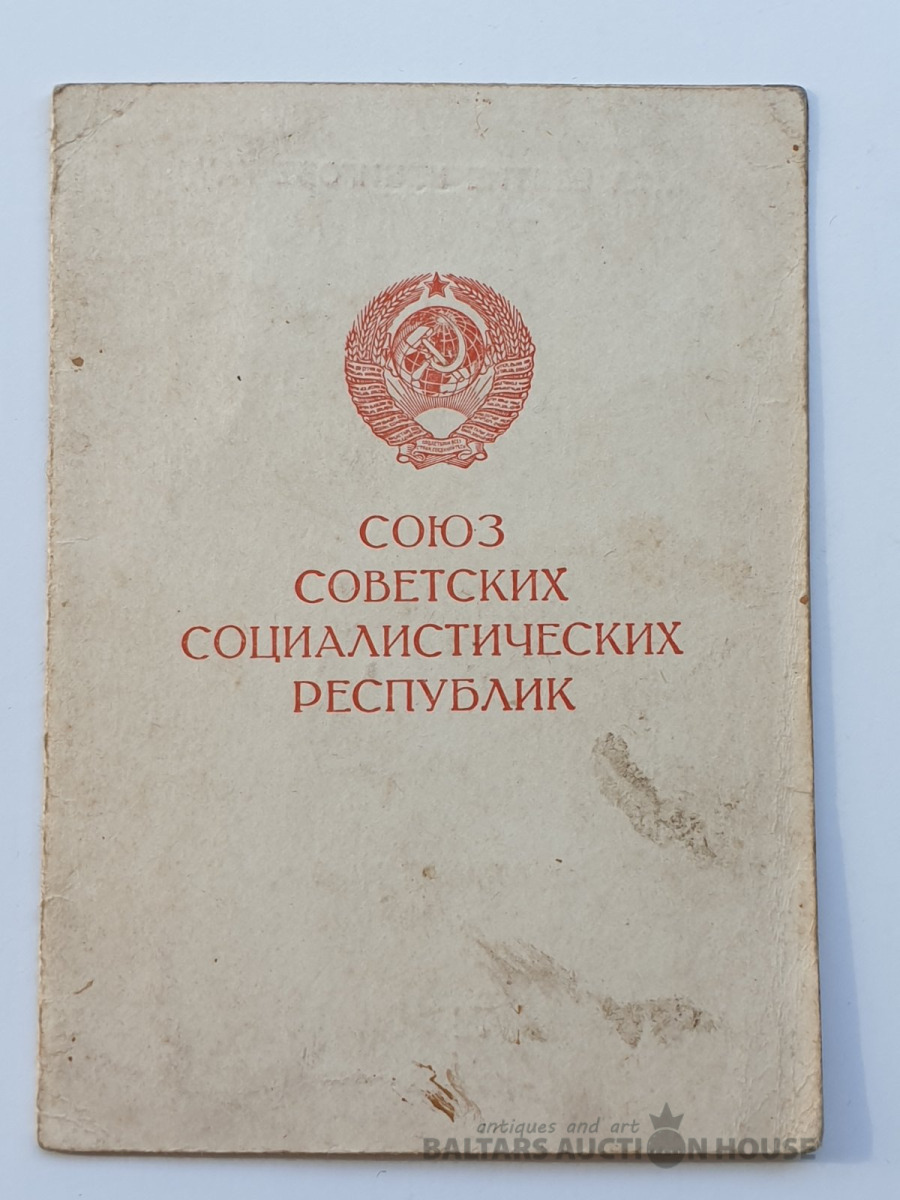 СОЮЗ
СОВЕТСКИХ
СОЦИАЛИСТИЧЕСКИХ
РЕСПУБЛИК
antiques and art
BALTARS AUCTION HOUSE